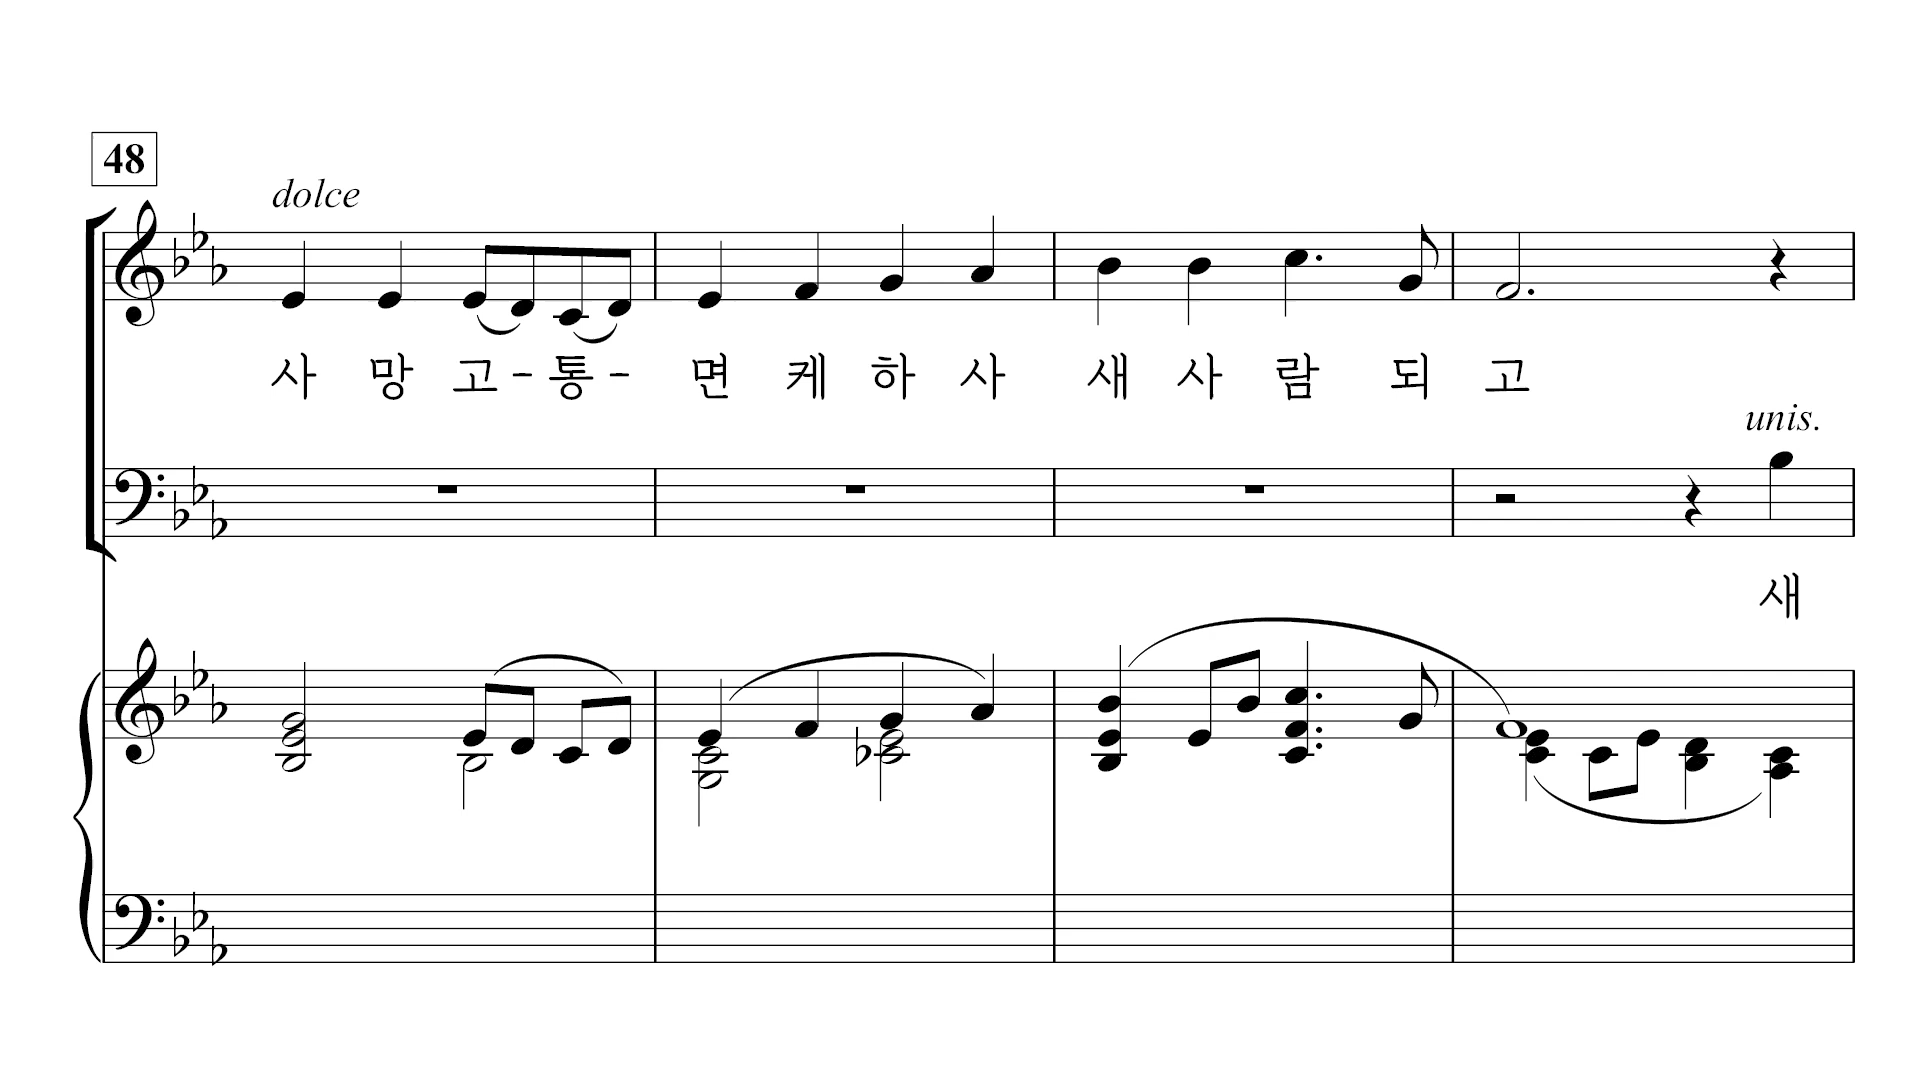 48
dolce
사 망 고 - 통 - 면 케 하 사 새 사 람 되 고
unis.
새